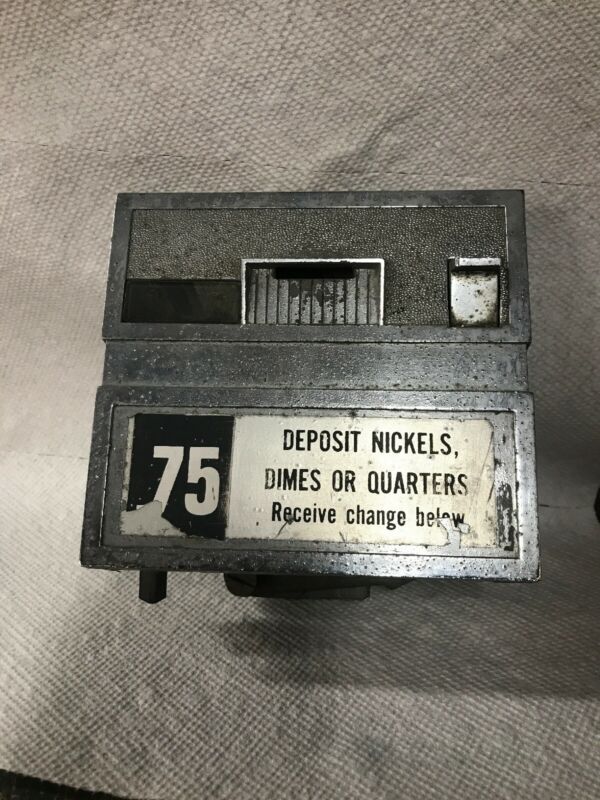 75
DEPOSIT NICKELS,
DIMES OR QUARTERS
Receive change below